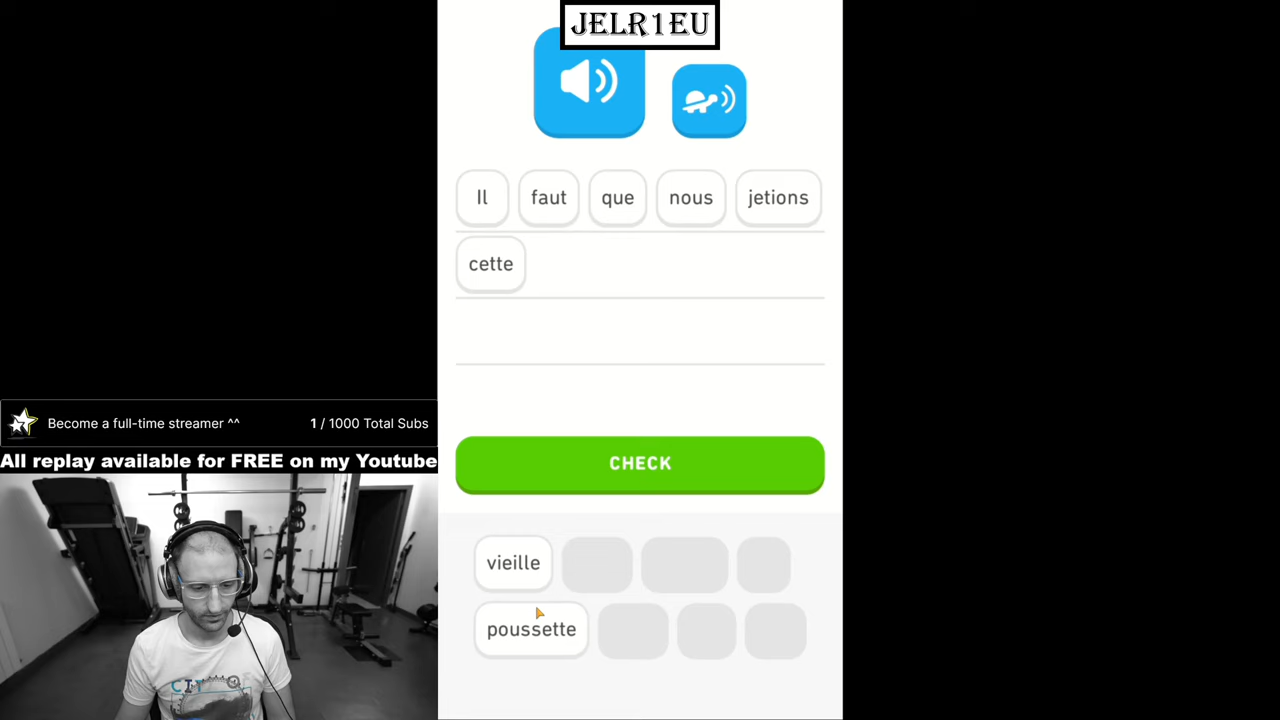 JELR1EU
Il faut que nous jetions
cette
CHECK
vieille
poussette
Become a full-time streamer ^^ 1 / 1000 Total Subs
All replay available for FREE on my Youtube